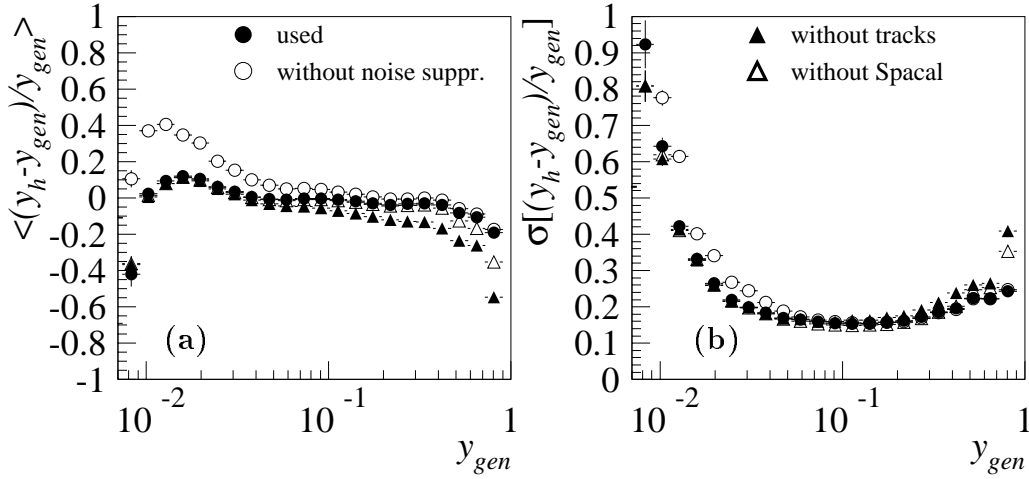 <(y_h-y_gen)/y_gen>
1
0.8
0.6
0.4
0.2
0
-0.2
-0.4
-0.6
-0.8
-1
used
without noise suppr.
(a)
10^-2
10^-1
1
y_gen
σ[(y_h-y_gen)/y_gen]
1
0.9
0.8
0.7
0.6
0.5
0.4
0.3
0.2
0.1
0
without tracks
without Spacal
(b)
10^-2
10^-1
1
y_gen